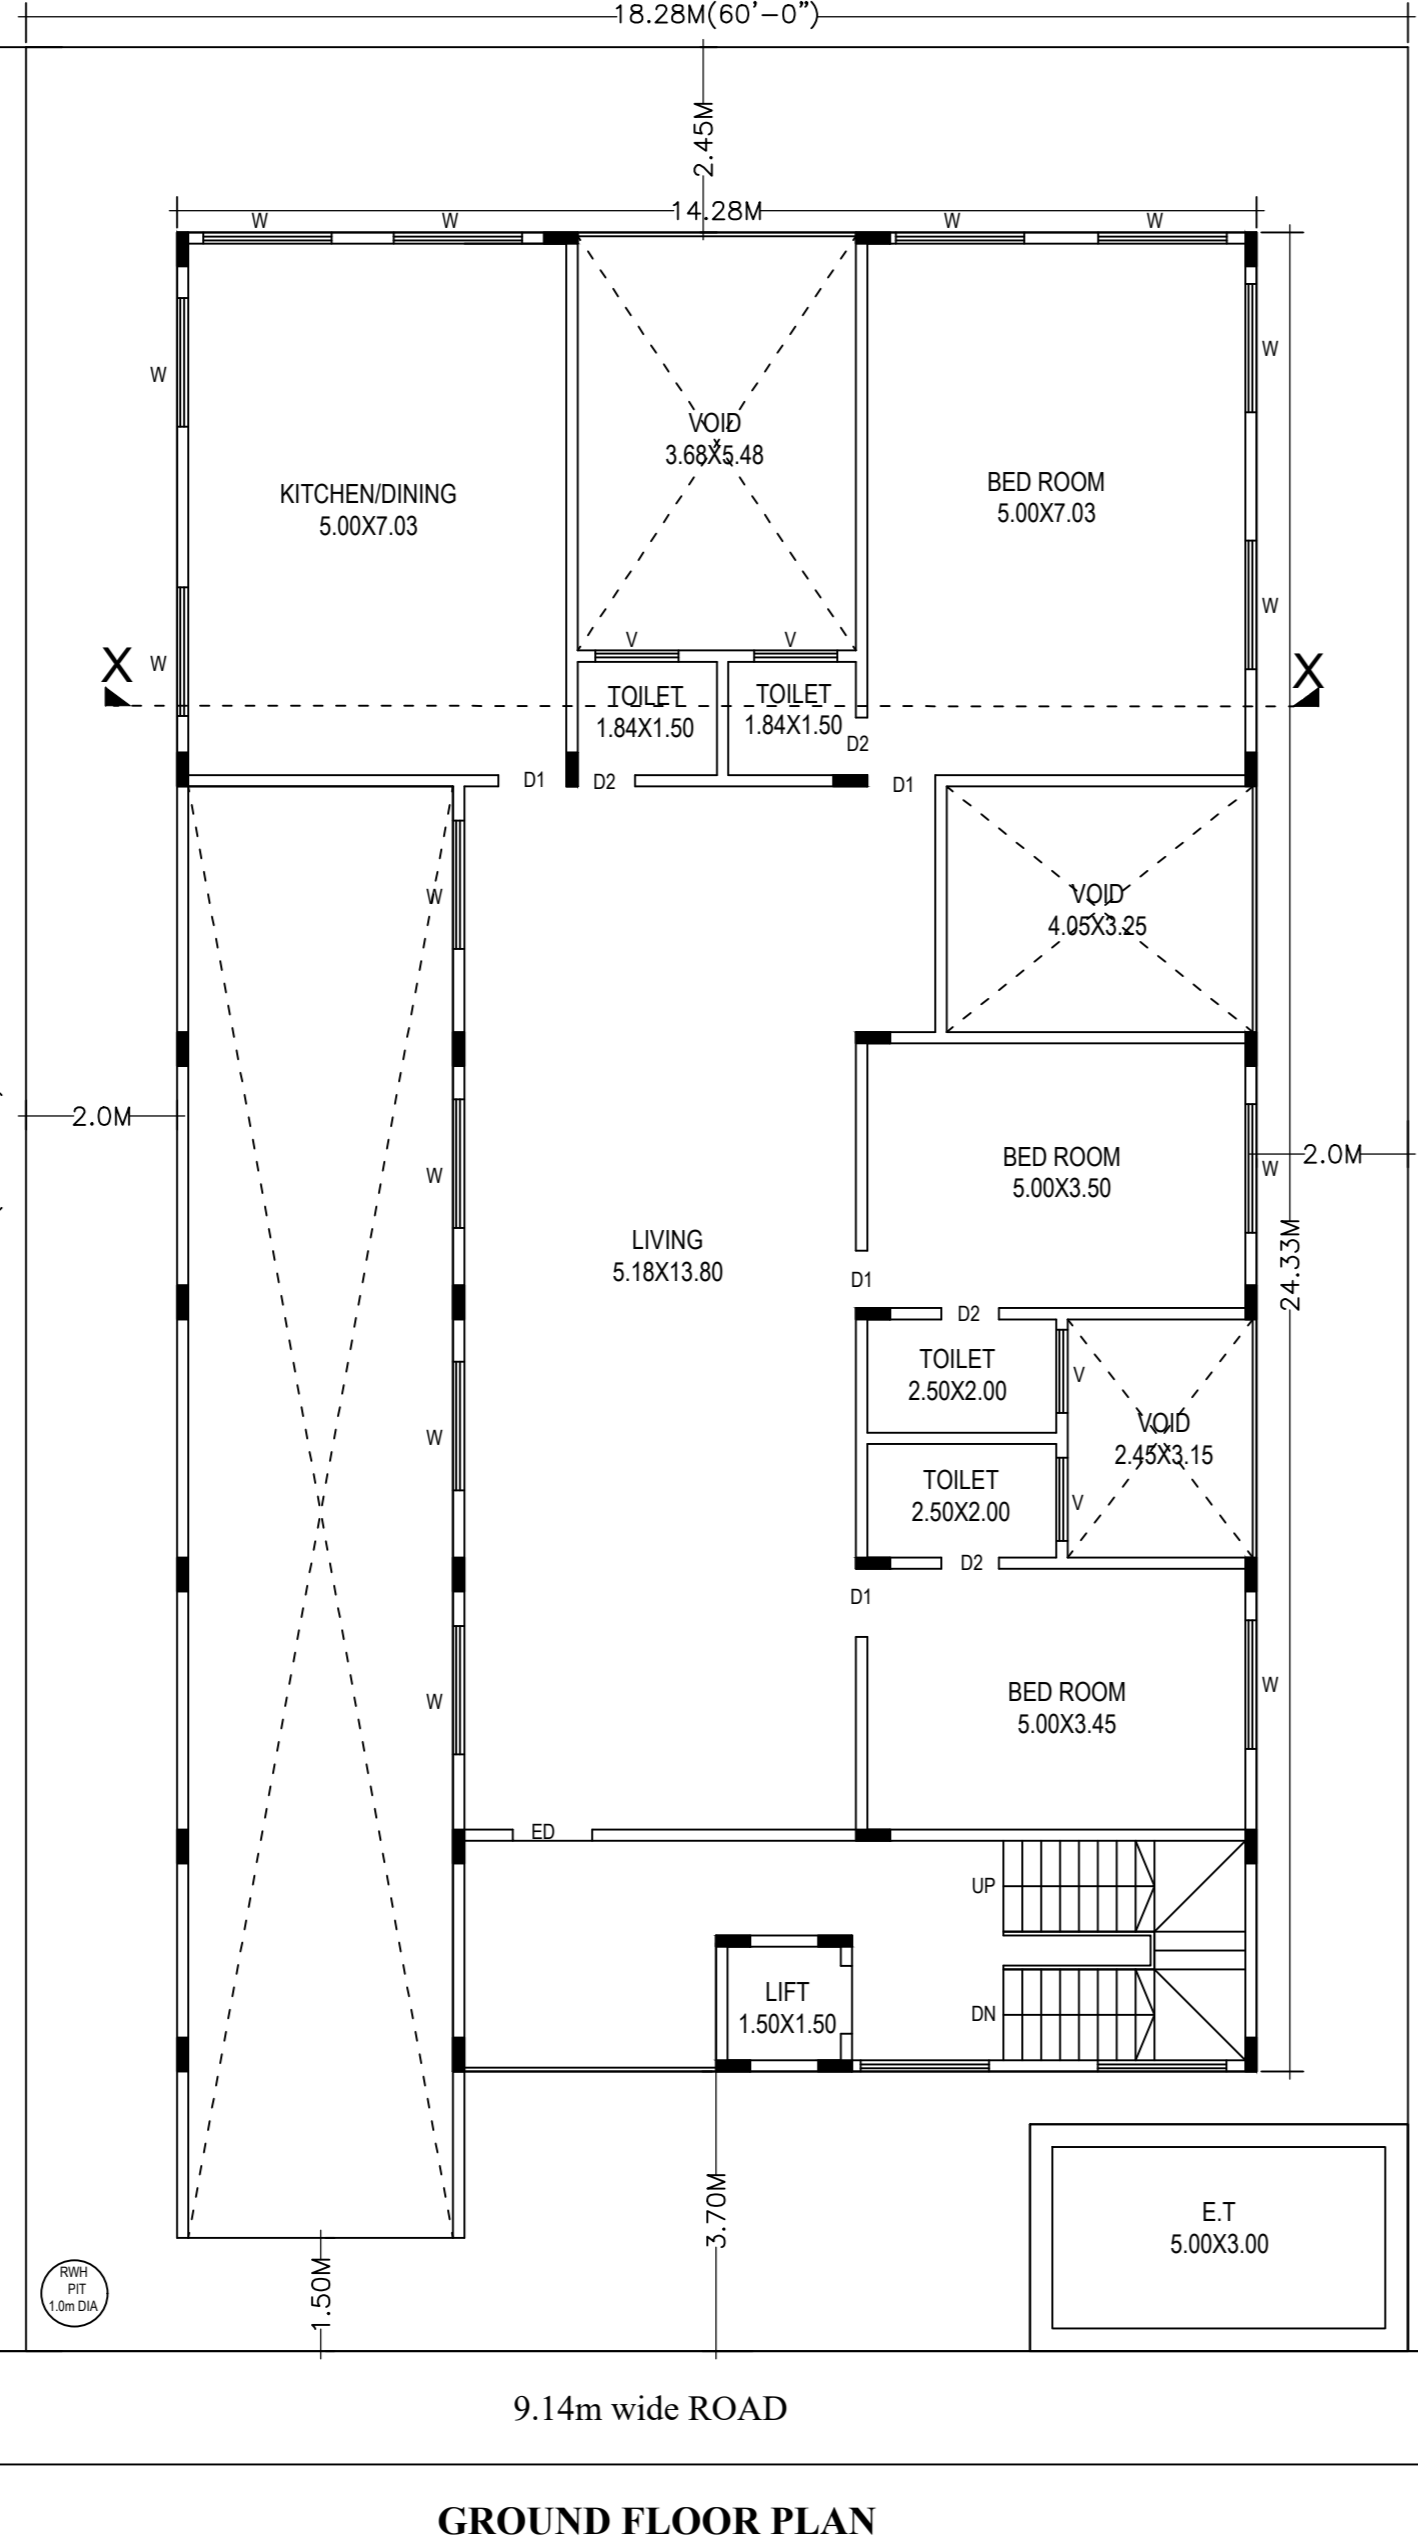 18.28M(60'-0")
2.45M
14.28M
W
W
W
W
W
W
VOID
3.68X5.48
BED ROOM
5.00X7.03
KITCHEN/DINING
5.00X7.03
W
V
V
X
W
X
TOILET
1.84X1.50
TOILET
1.84X1.50
D2
D1
D2
D1
W
VOID
4.05X3.25
2.0M
W
BED ROOM
5.00X3.50
W
2.0M
LIVING
5.18X13.80
24.33M
D1
D2
TOILET
2.50X2.00
V
W
VOID
2.45X3.15
TOILET
2.50X2.00
V
D2
D1
W
BED ROOM
5.00X3.45
W
ED
UP
LIFT
1.50X1.50
DN
3.70M
E.T
5.00X3.00
RWH
PIT
1.0m DIA
1.50M
9.14m wide ROAD
GROUND FLOOR PLAN